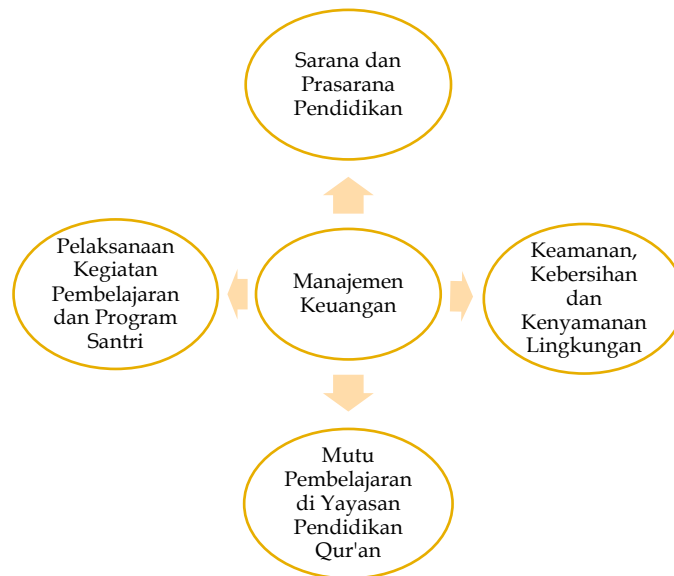 Sarana dan
Prasarana
Pendidikan
Pelaksanaan
Kegiatan
Pembelajaran
dan Program
Santri
Manajemen
Keuangan
Keamanan,
Kebersihan
dan
Kenyamanan
Lingkungan
Mutu
Pembelajaran
di Yayasan
Pendidikan
Qur'an